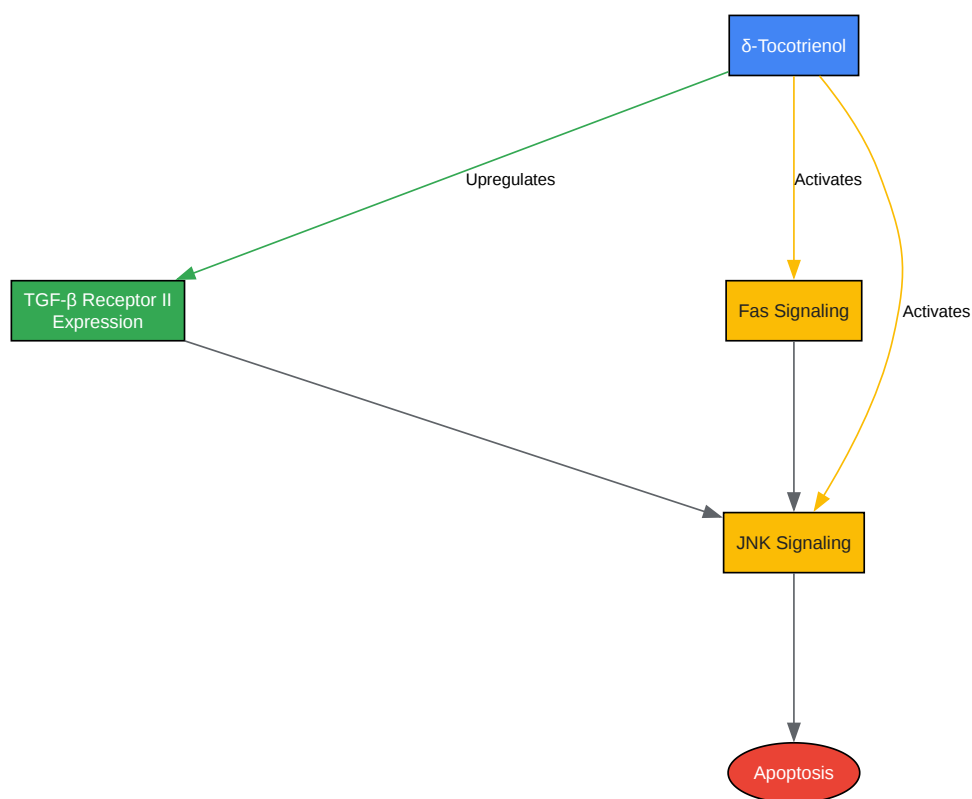 δ-Tocotrienol
Upregulates
Activates
TGF-β Receptor II
Expression
Fas Signaling
Activates
JNK Signaling
Apoptosis